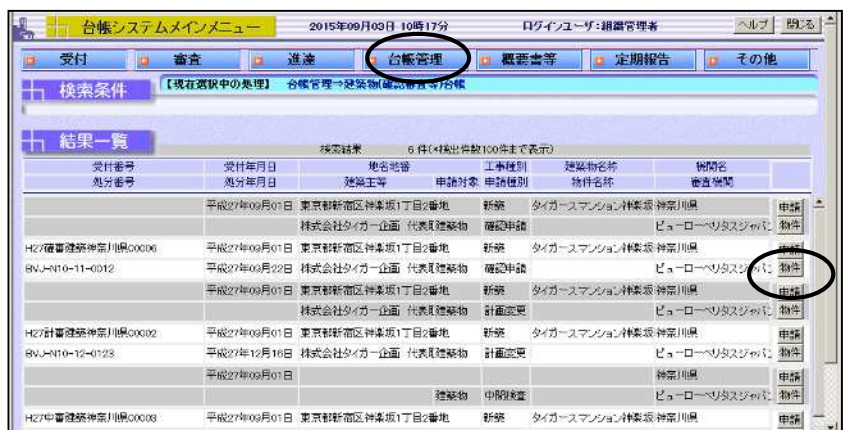 台帳システムメインメニュー 2015年09月03日 10時17分 ログインユーザ:組織管理者 ヘルプ 閉じる
受付 審査 進達 台帳管理 概要書等 定期報告 その他
検索条件 【現在選択中の処理】 台帳管理⇒建築物(確認審査等)台帳
結果一覧 検索結果 6 件(*検出件数100件まで表示)
受付番号 受付年月日 地名地番 工事種別 建築物名称 機関名
処分番号 処分年月日 建築主等 申請対象 申請種別 物件名称 審査機関
平成27年09月01日 東京都新宿区神楽坂1丁目2番地 新築 タイガースマンション神楽坂 神奈川県 申請
株式会社タイガー企画 代表 建築物 確認申請 ビューローベリタスジャパン 物件
H27確審建築神奈川県00006 平成27年09月01日 東京都新宿区神楽坂1丁目2番地 新築 タイガースマンション神楽坂 神奈川県 申請
BVJ-N10-11-0012 平成27年09月22日 株式会社タイガー企画 代表 建築物 確認申請 ビューローベリタスジャパン 物件
平成27年09月01日 東京都新宿区神楽坂1丁目2番地 新築 タイガースマンション神楽坂 神奈川県 申請
株式会社タイガー企画 代表 建築物 計画変更 ビューローベリタスジャパン 物件
H27計審建築神奈川県00002 平成27年09月01日 東京都新宿区神楽坂1丁目2番地 新築 タイガースマンション神楽坂 神奈川県 申請
BVJ-N10-12-0123 平成27年12月16日 株式会社タイガー企画 代表 建築物 計画変更 ビューローベリタスジャパン 物件
平成27年09月01日 神奈川県 申請
建築物 中間検査 ビューローベリタスジャパン 物件
H27中審建築神奈川県00003 平成27年09月01日 東京都新宿区神楽坂1丁目2番地 新築 タイガースマンション神楽坂 神奈川県 申請